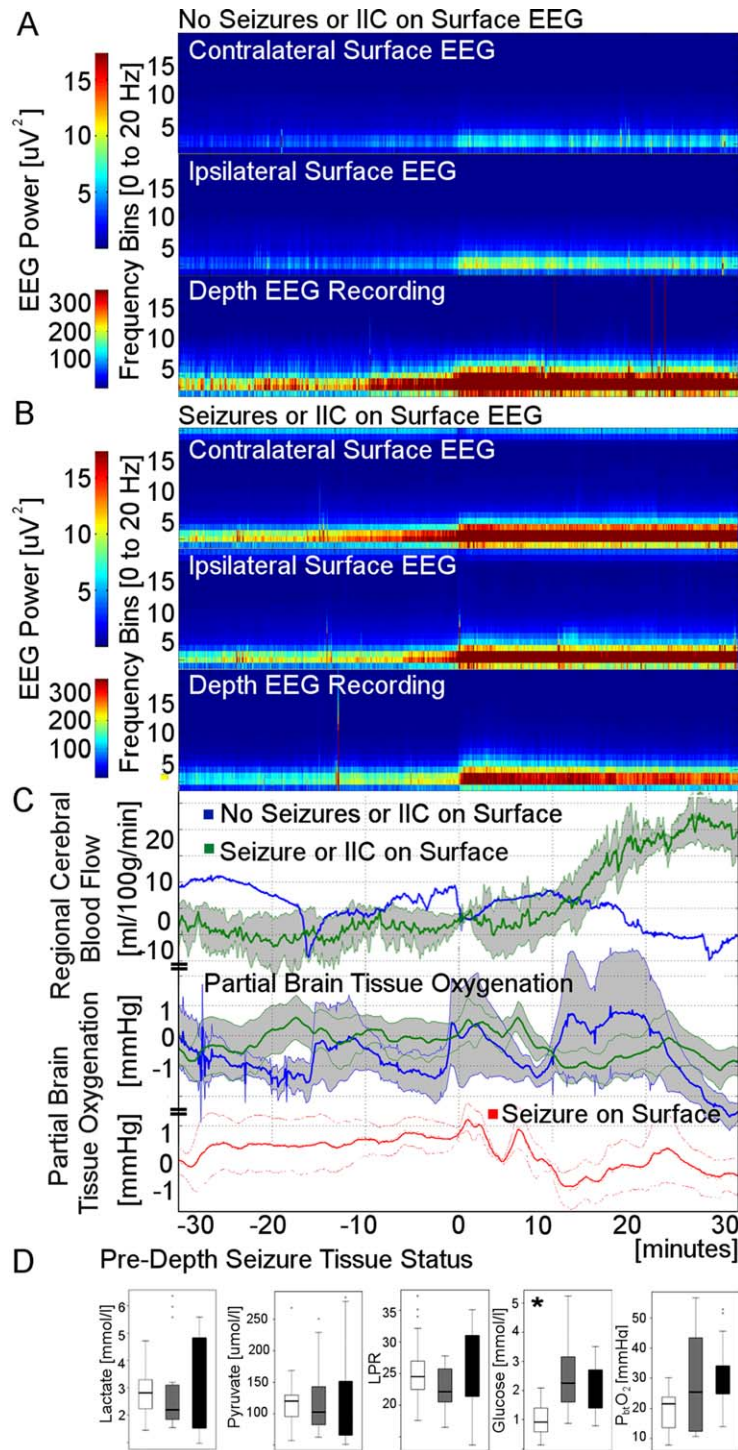 A
No Seizures or IIC on Surface EEG
EEG Power [uV²]
15
10
5
300
200
100
Frequency Bins [0 to 20 Hz]
Contralateral Surface EEG
15
10
5
Ipsilateral Surface EEG
15
10
5
Depth EEG Recording
15
10
5
B
Seizures or IIC on Surface EEG
EEG Power [uV²]
15
10
5
300
200
100
Frequency Bins [0 to 20 Hz]
Contralateral Surface EEG
15
10
5
Ipsilateral Surface EEG
15
10
5
Depth EEG Recording
15
10
5
C
Regional Cerebral
Blood Flow
[ml/100g/min]
20
10
0
-10
No Seizures or IIC on Surface
Seizure or IIC on Surface
Partial Brain Tissue Oxygenation
Partial Brain
Tissue Oxygenation
[mmHg]
1
0
-1
[mmHg]
1
0
-1
Seizure on Surface
-30 -20 -10 0 10 20 30
[minutes]
D
Pre-Depth Seizure Tissue Status
Lactate [mmol/l]
6
5
4
3
2
Pyruvate [umol/l]
250
200
150
100
LPR
35
30
25
20
15
Glucose [mmol/l]
5
4
3
2
1
*
PbtO2 [mmHg]
50
40
30
20
10